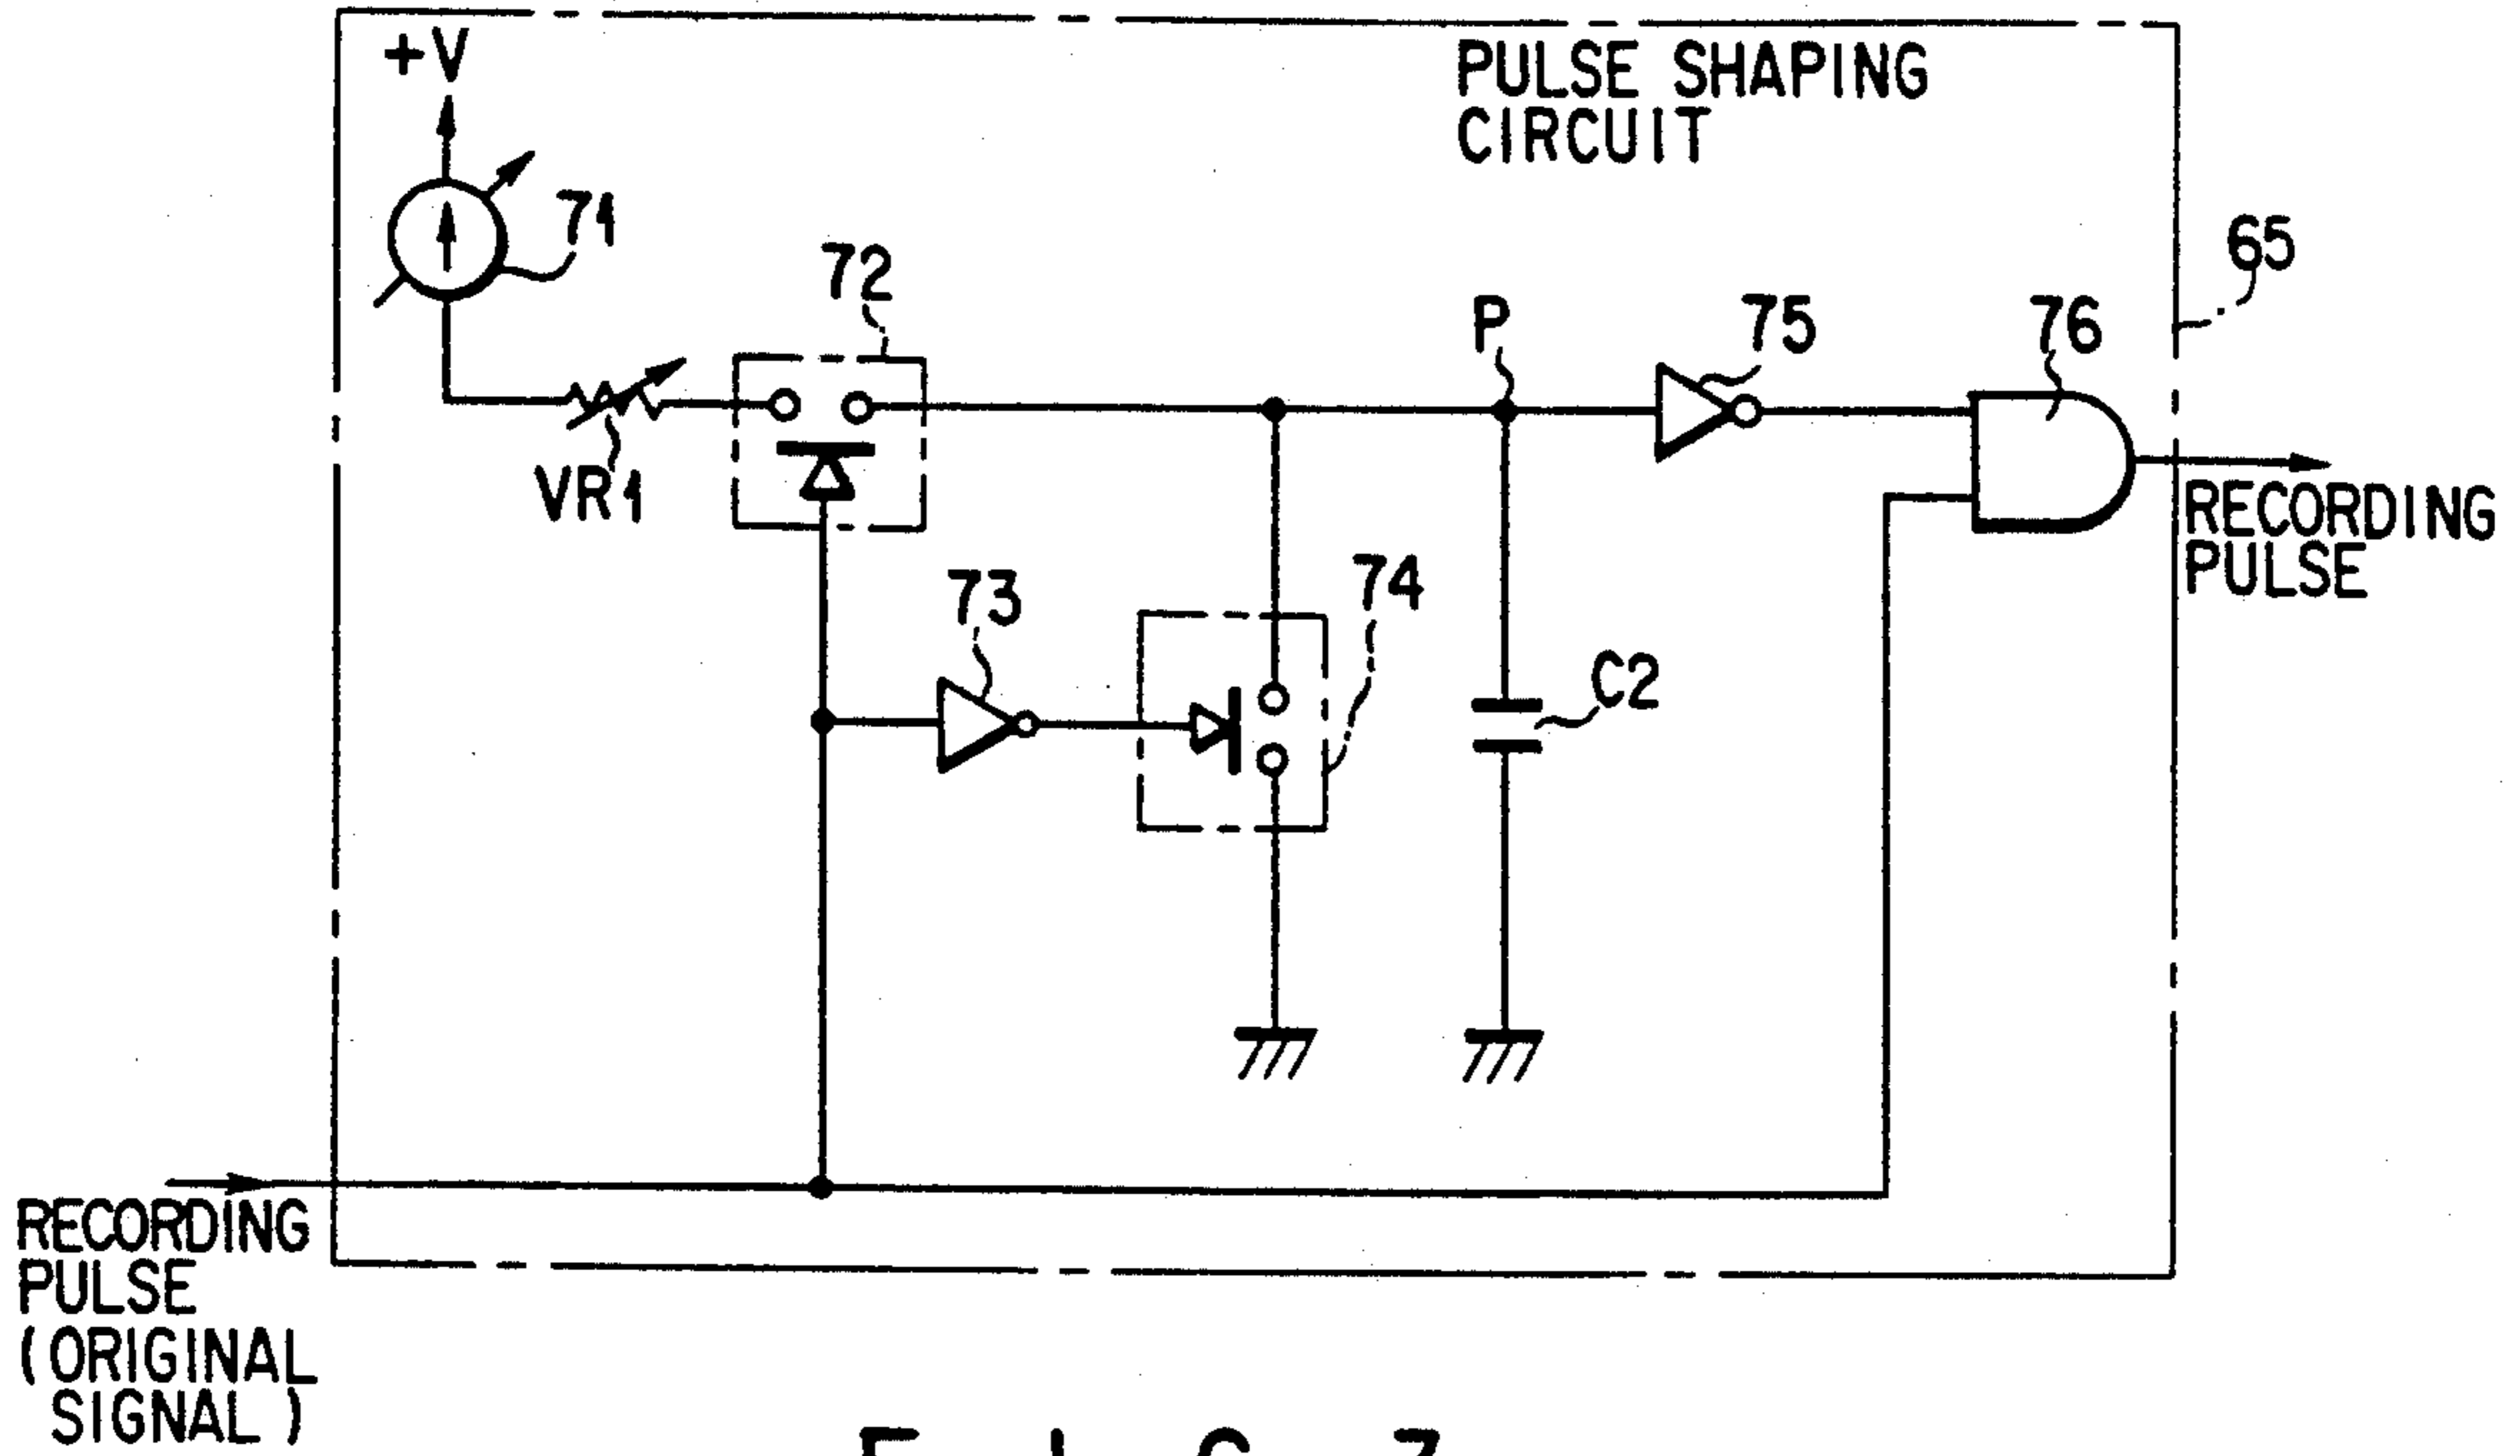 +V
PULSE SHAPING
CIRCUIT
71
72
65
P
75
76
VR1
RECORDING
PULSE
73
74
C2
RECORDING
PULSE
(ORIGINAL
SIGNAL)